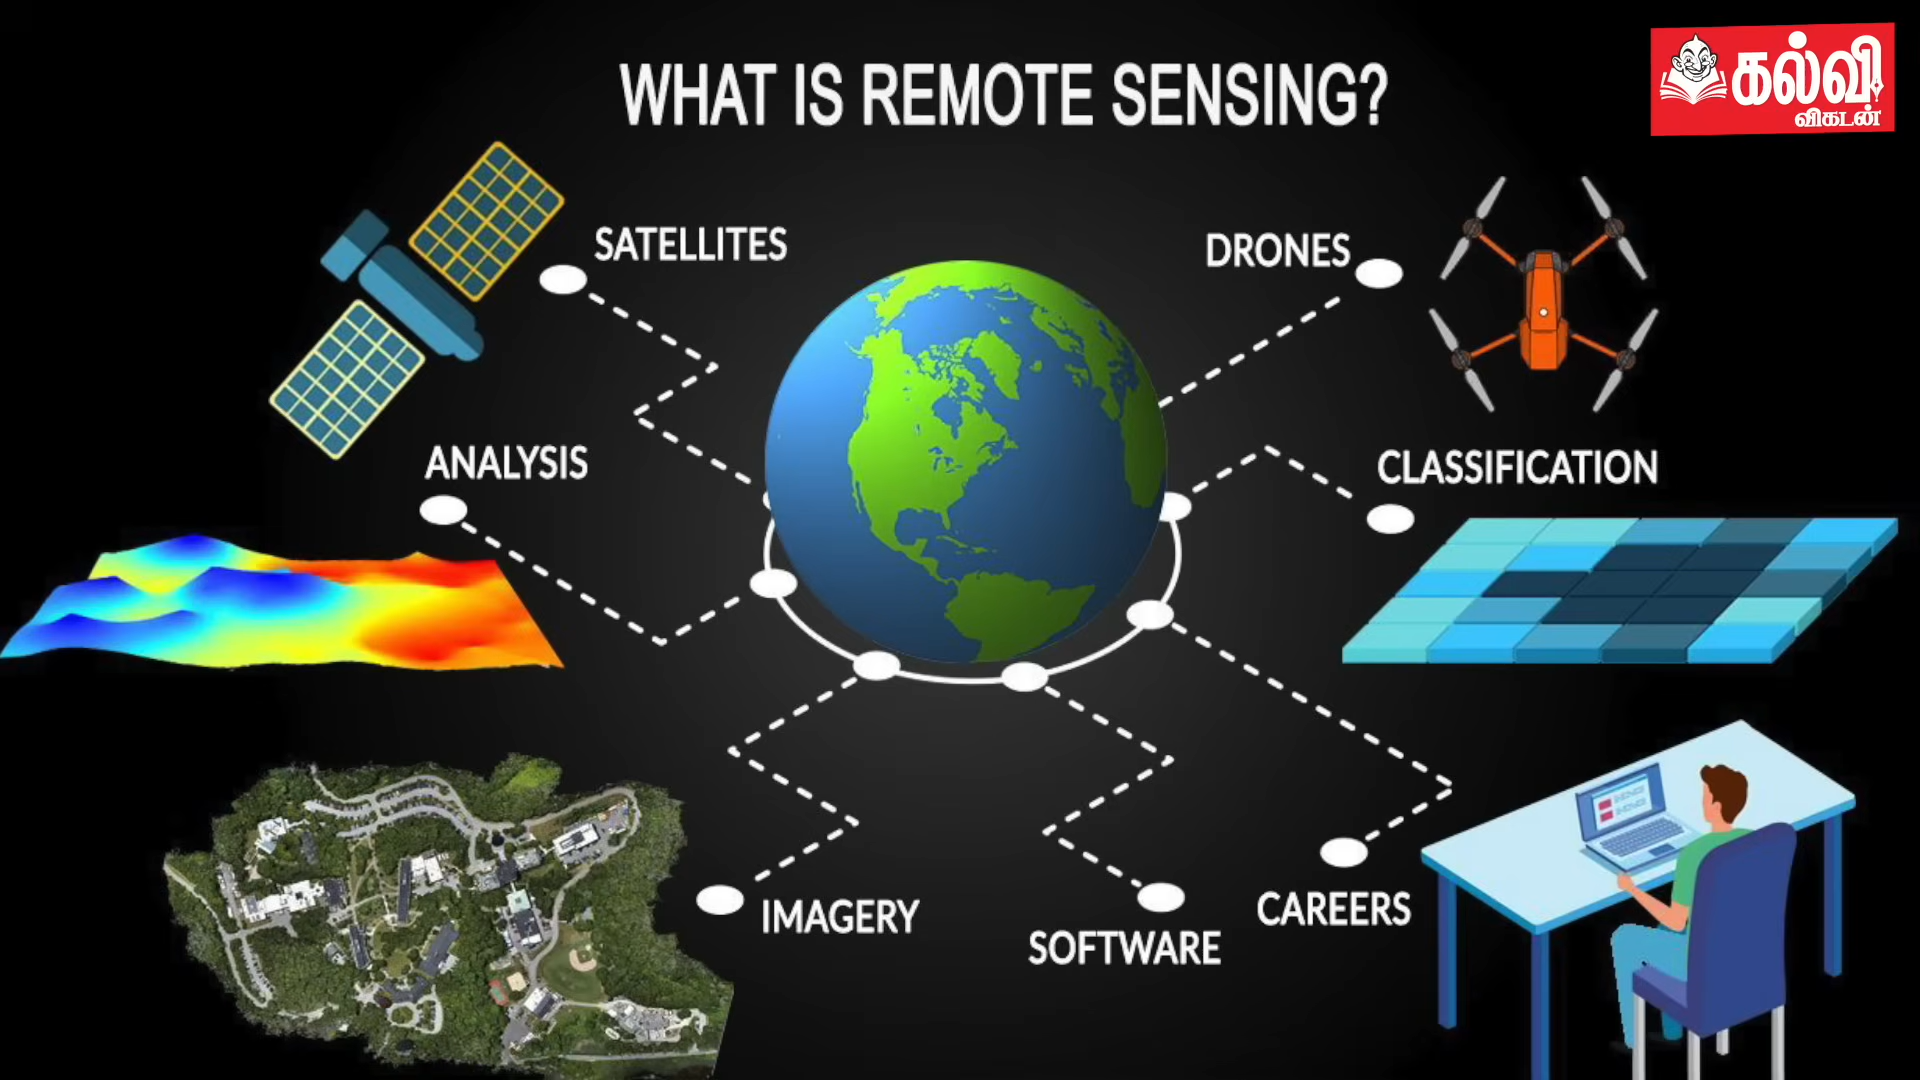 WHAT IS REMOTE SENSING?
கல்வி
விகடன்
SATELLITES
DRONES
ANALYSIS
CLASSIFICATION
IMAGERY
SOFTWARE
CAREERS